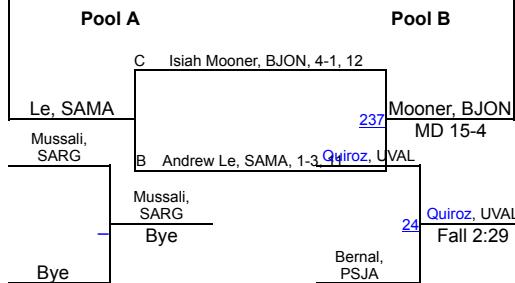 Pool A
Pool B
C Isiah Mooner, BJON, 4-1, 12
Le, SAMA
237
Mooner, BJON
MD 15-4
Mussali,
SARG
B Andrew Le, SAMA, 1-3, 11
Quiroz, UVAL
Mussali,
SARG
Bye
24
Quiroz, UVAL
Fall 2:29
Bye
Bernal,
PSJA